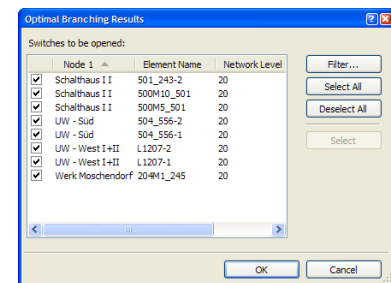 Optimal Branching Results
Switches to be opened:
Node 1 Element Name Network Level
Schalthaus I I 501_243-2 20
Schalthaus I I 500M10_501 20
Schalthaus I I 500M5_501 20
UW - Süd 504_556-2 20
UW - Süd 504_556-1 20
UW - West I+II L1207-2 20
UW - West I+II L1207-1 20
Werk Moschendorf 204M1_245 20
Filter...
Select All
Deselect All
Select
OK Cancel